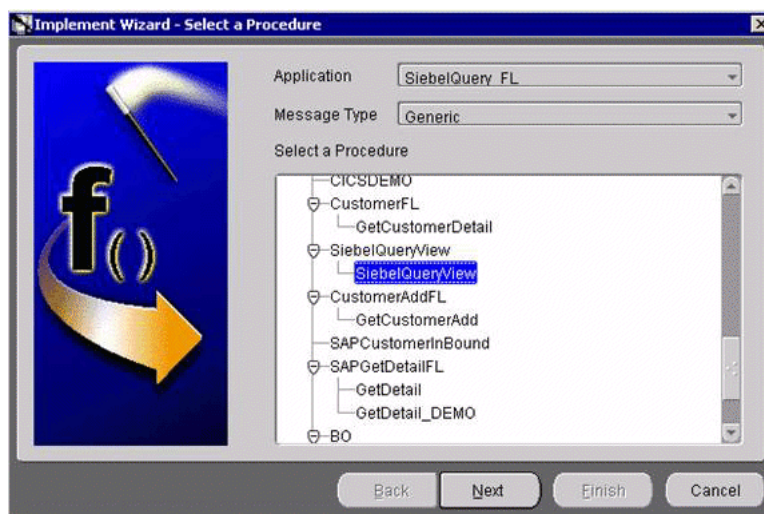 Implement Wizard - Select a Procedure
Application SiebelQuery_FL
Message Type Generic
Select a Procedure
CICSDEMO
CustomerFL
GetCustomerDetail
SiebelQueryView
SiebelQueryView
CustomerAddFL
GetCustomerAdd
SAPCustomerInBound
SAPGetDetailFL
GetDetail
GetDetail_DEMO
BO
f()
Back Next Finish Cancel